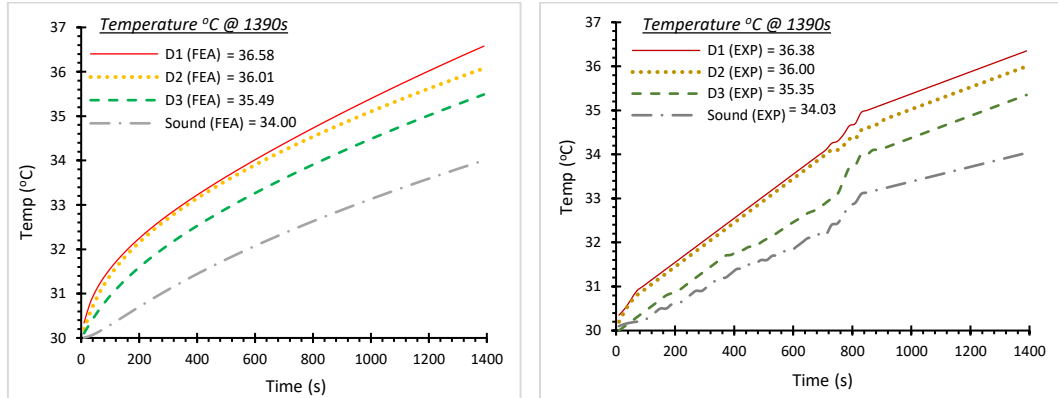 Temperature °C @ 1390s
D1 (FEA) = 36.58
D2 (FEA) = 36.01
D3 (FEA) = 35.49
Sound (FEA) = 34.00
37
36
35
34
33
32
31
30
Temp (°C)
0 200 400 600 800 1000 1200 1400
Time (s)
Temperature °C @ 1390s
D1 (EXP) = 36.38
D2 (EXP) = 36.00
D3 (EXP) = 35.35
Sound (EXP) = 34.03
37
36
35
34
33
32
31
30
Temp (°C)
0 200 400 600 800 1000 1200 1400
Time (s)